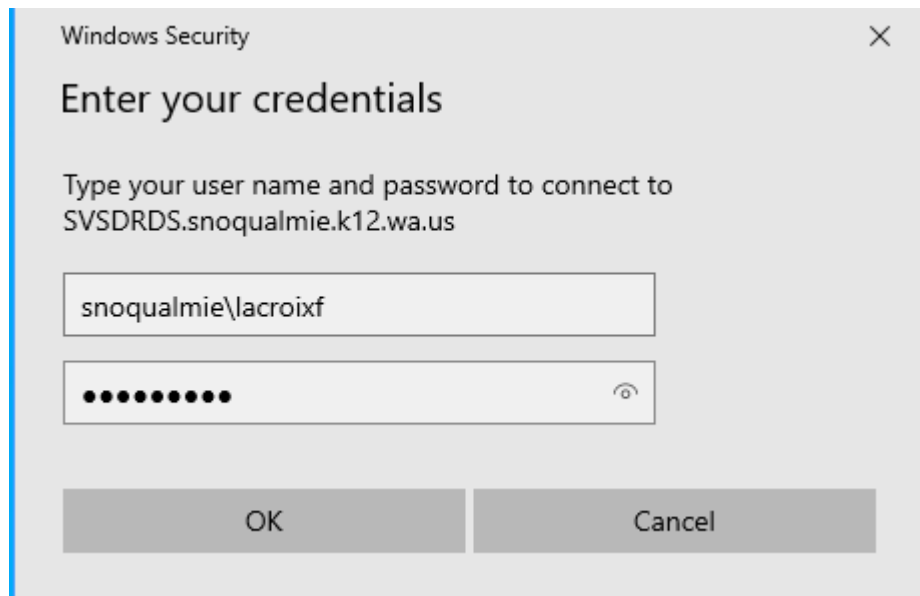 Windows Security
Enter your credentials
Type your user name and password to connect to
SVSDRDS.snoqualmie.k12.wa.us
snoqualmie\lacroixf
•••••••••
OK
Cancel